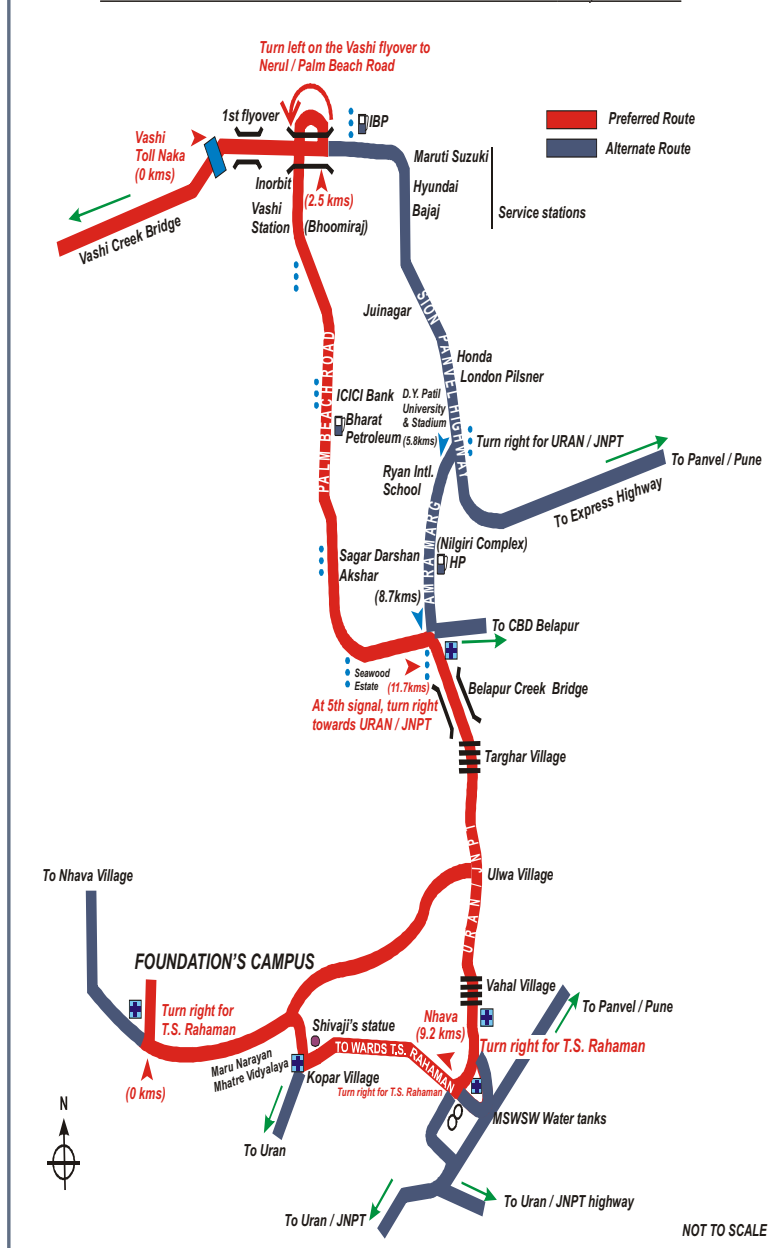 Turn left on the Vashi flyover to
Nerul / Palm Beach Road
1st flyover
IBP
Preferred Route
Alternate Route
Vashi
Toll Naka
(0 kms)
Maruti Suzuki
Hyundai
Bajaj
Service stations
Inorbit
(2.5 kms)
Vashi
Station
(Bhoomiraj)
Vashi Creek Bridge
Juinagar
SION PANVEL HIGHWAY
Honda
London Pilsner
PALM BEACH ROAD
ICICI Bank
Bharat
Petroleum
D.Y. Patil
University
& Stadium
(5.8kms)
Turn right for URAN / JNPT
To Panvel / Pune
To Express Highway
Ryan Intl.
School
AMRA MARG
(Nilgiri Complex)
HP
Sagar Darshan
Akshar
(8.7kms)
To CBD Belapur
Seawood
Estate
(11.7kms)
Belapur Creek Bridge
At 5th signal, turn right
towards URAN / JNPT
Targhar Village
URAN / JNPT
Ulwa Village
To Nhava Village
FOUNDATION'S CAMPUS
Turn right for
T.S. Rahaman
Vahal Village
Nhava
(9.2 kms)
To Panvel / Pune
Turn right for T.S. Rahaman
Shivaji's statue
TO WARDS T.S. RAHAMAN
Maru Narayan
Mhatre Vidyalaya
Kopar Village
Turn right for T.S. Rahaman
(0 kms)
MSWSW Water tanks
N
To Uran
To Uran / JNPT
To Uran / JNPT highway
NOT TO SCALE